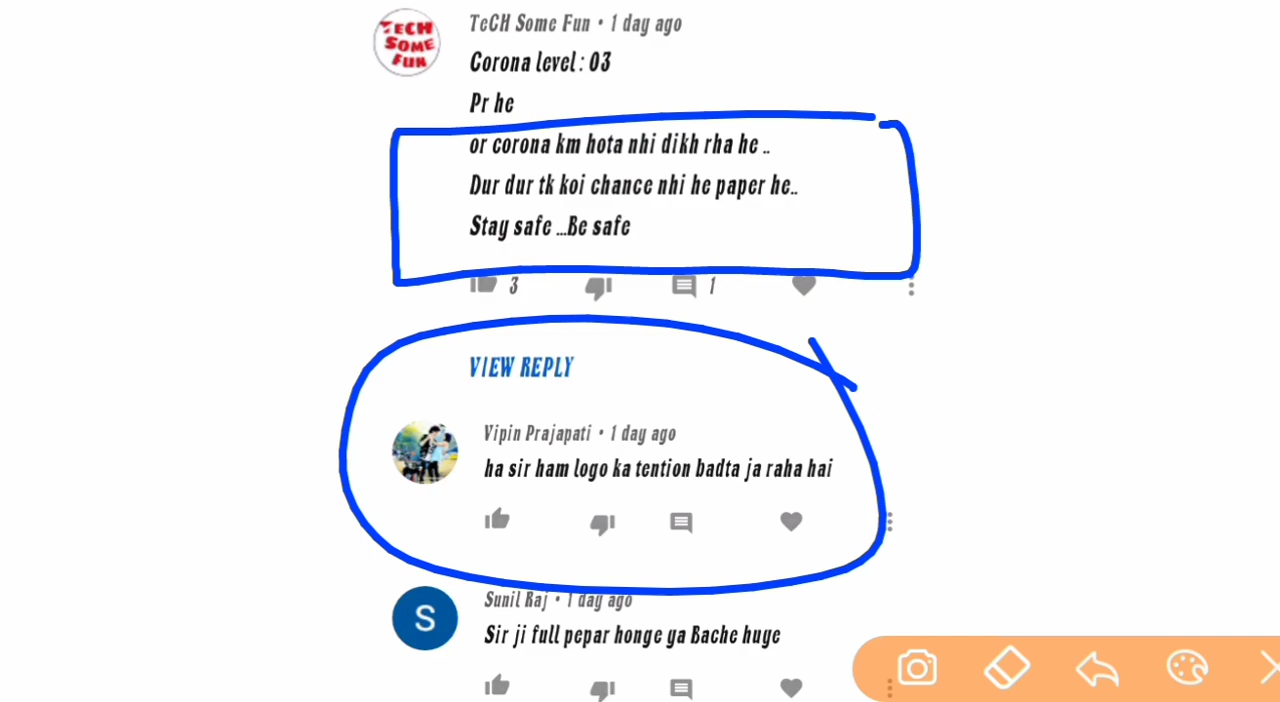 TECH
SOME
FUN
TeCH Some Fun • 1 day ago
Corona level : 03
Pr he
or corona km hota nhi dikh rha he ..
Dur dur tk koi chance nhi he paper he..
Stay safe ...Be safe
3 1
VIEW REPLY
Vipin Prajapati • 1 day ago
ha sir ham logo ka tention badta ja raha hai
S
Sunil Raj • 1 day ago
Sir ji full pepar honge ya Bache huye